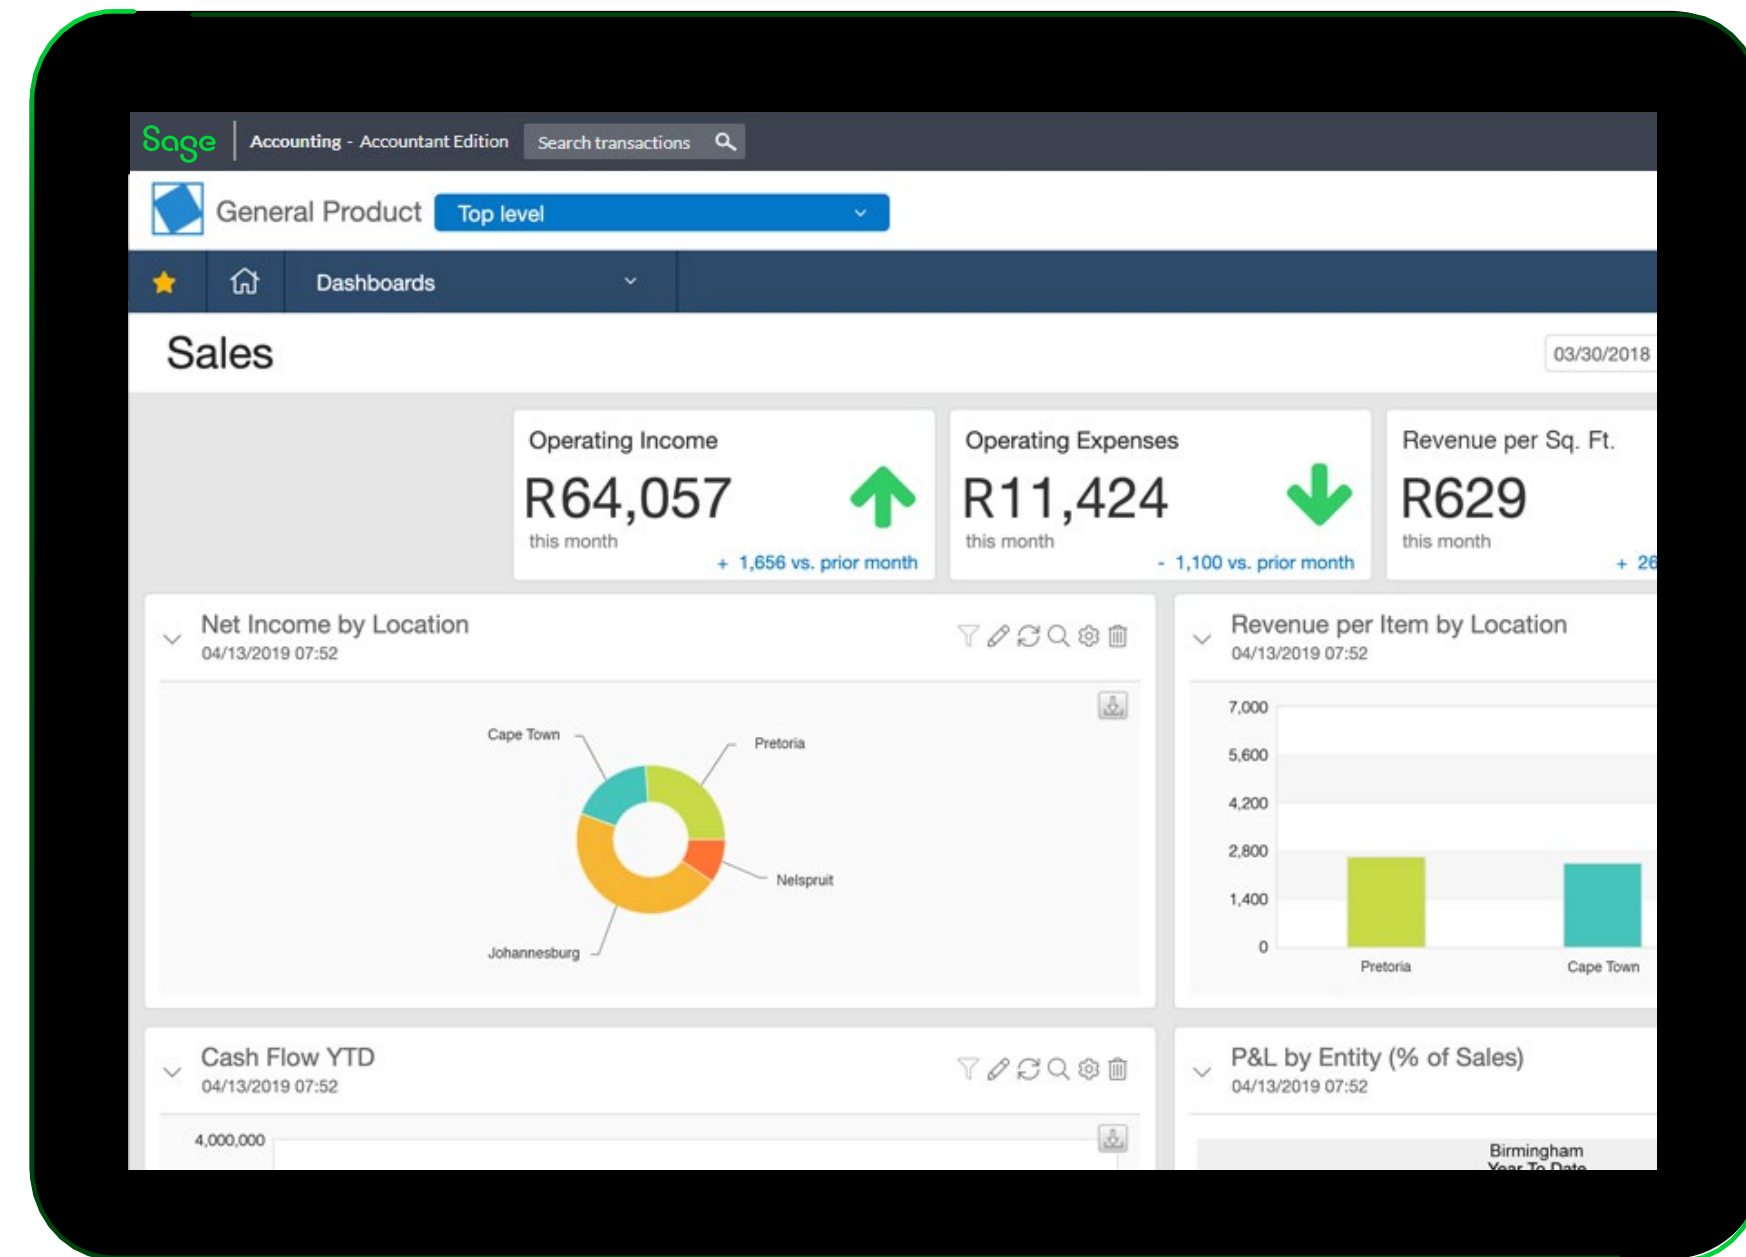 Sage
Accounting - Accountant Edition
Search transactions
General Product
Top level
Dashboards
Sales
03/30/2018
Operating Income
R64,057
this month
+ 1,656 vs. prior month
Operating Expenses
R11,424
this month
- 1,100 vs. prior month
Revenue per Sq. Ft.
R629
this month
+ 26
Net Income by Location
04/13/2019 07:52
Cape Town
Pretoria
Nelspruit
Johannesburg
Revenue per Item by Location
04/13/2019 07:52
7,000
5,600
4,200
2,800
1,400
0
Pretoria
Cape Town
Cash Flow YTD
04/13/2019 07:52
4,000,000
P&L by Entity (% of Sales)
04/13/2019 07:52
Birmingham
Year To Date